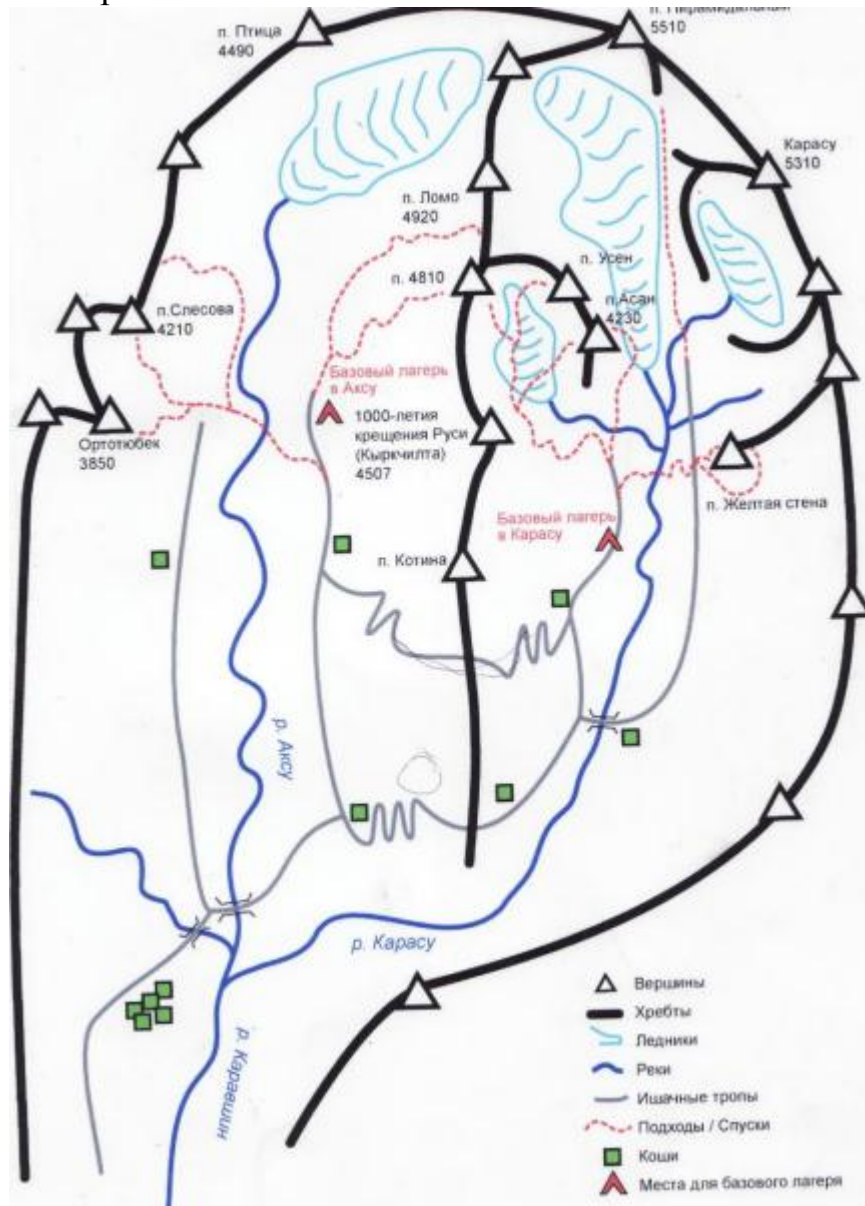 п. Пирамидальный
5510
п. Птица
4490
Карасу
5310
п. Ломо
4920
п. Усен
п. 4810
п.Асан
4230
п.Слесова
4210
Базовый лагерь
в Аксу
1000-летия
крещения Руси
(Кыркчилта)
4507
Ортотюбек
3850
п. Желтая стена
Базовый лагерь
в Карасу
п. Котина
р. Аксу
р. Карасу
р. Каравшин
Вершины
Хребты
Ледники
Реки
Ишачные тропы
Подходы / Спуски
Коши
Места для базового лагеря